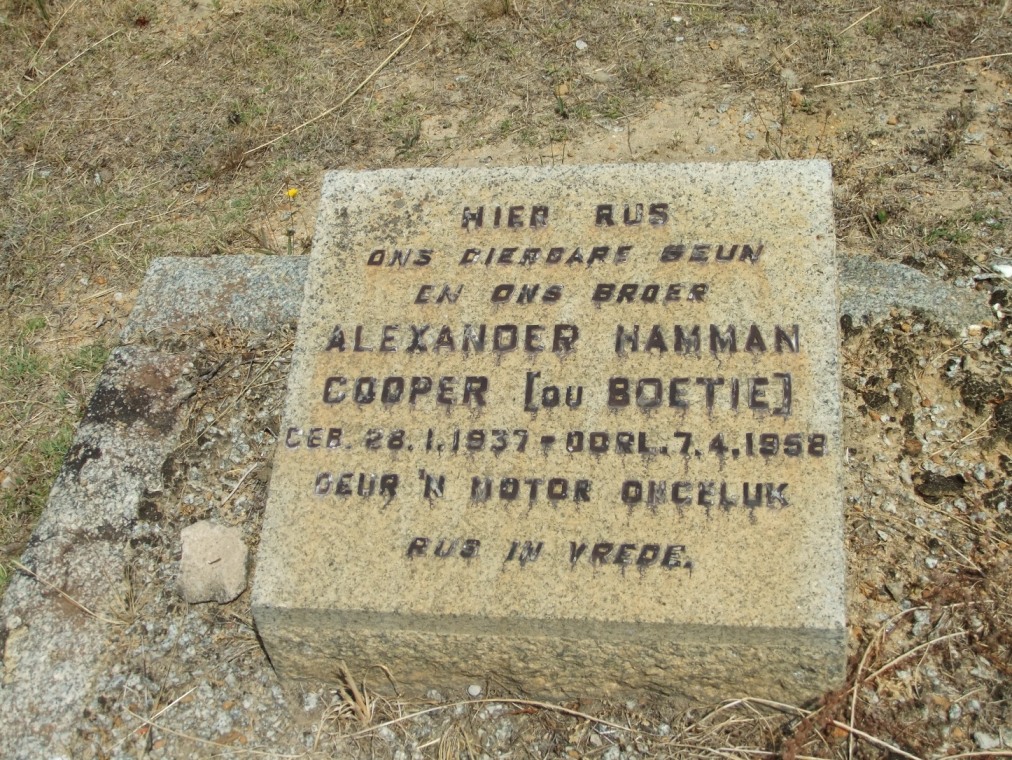 HIER RUS
ONS DIERBARE SEUN
EN ONS BROER
ALEXANDER HAMMAN
COOPER [OU BOETIE]
GEB. 28.1.1937 – OORL. 7.4.1958
DEUR 'N MOTOR ONGELUK
RUS IN VREDE.